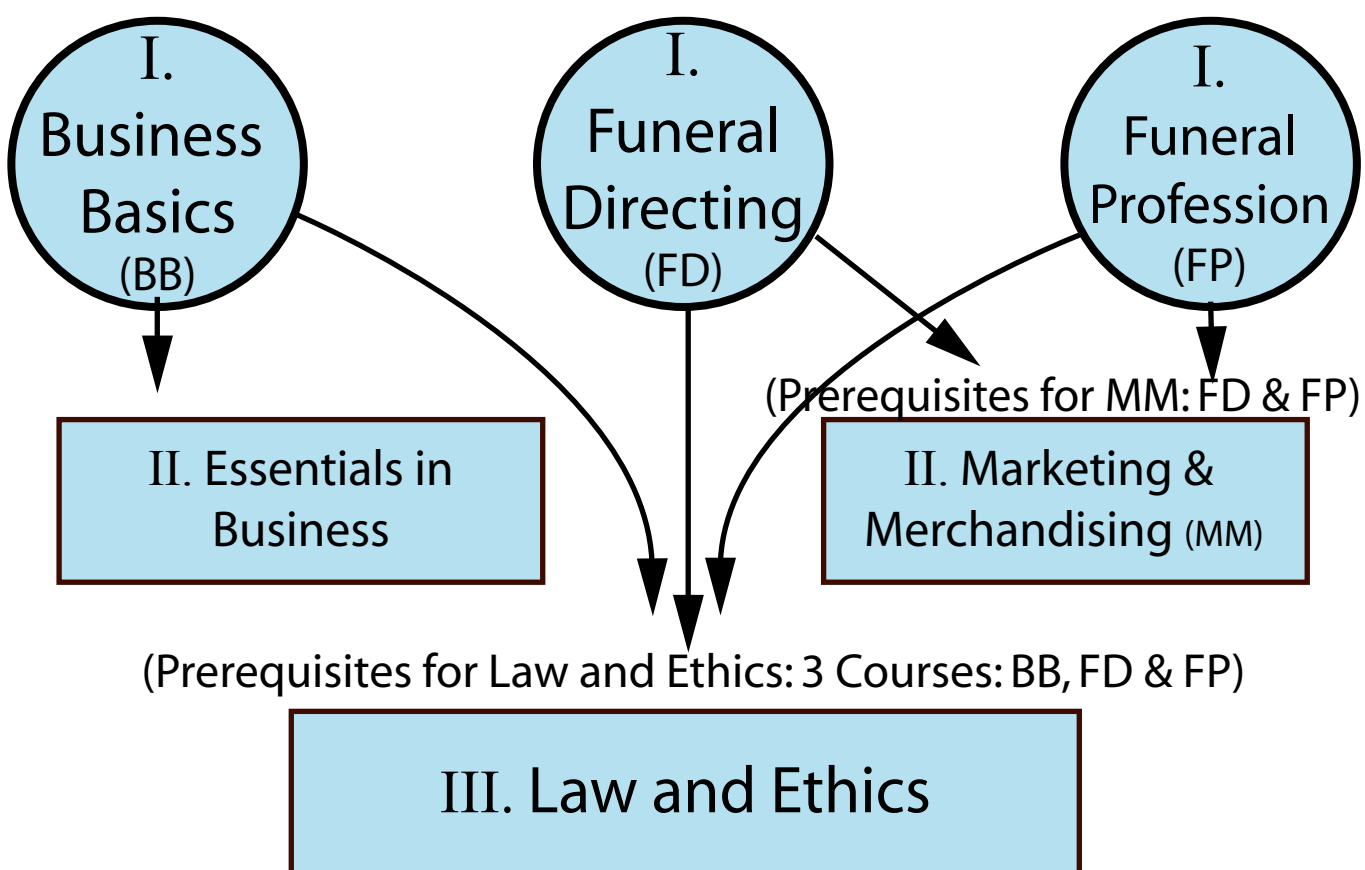 I.
Business
Basics
(BB)
I.
Funeral
Directing
(FD)
I.
Funeral
Profession
(FP)
(Prerequisites for MM: FD & FP)
II. Essentials in
Business
II. Marketing &
Merchandising (MM)
(Prerequisites for Law and Ethics: 3 Courses: BB, FD & FP)
III. Law and Ethics